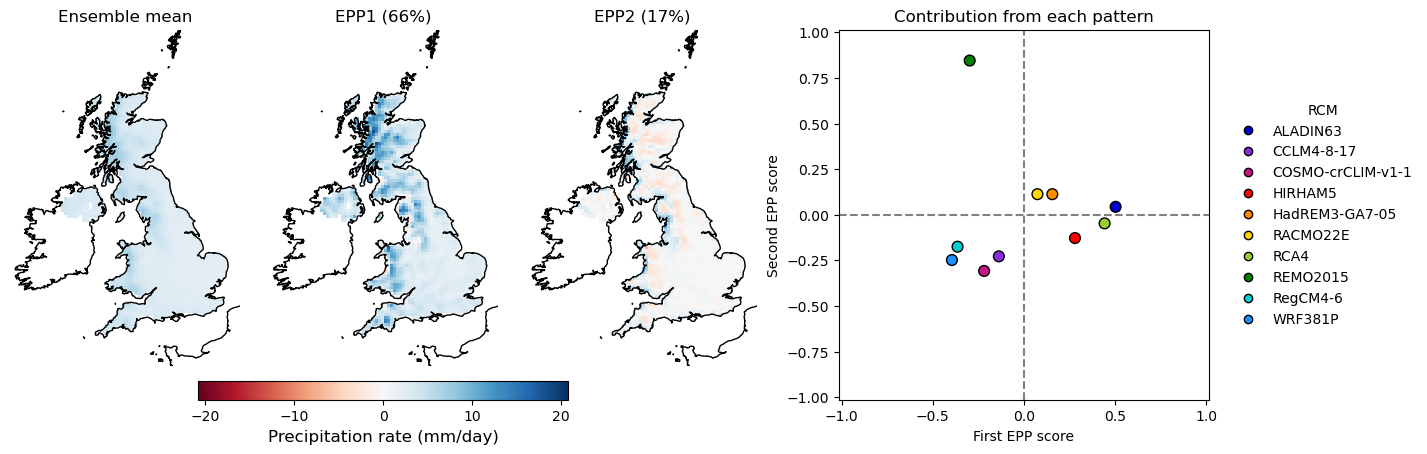 Ensemble mean
EPP1 (66%)
EPP2 (17%)
−20
−10
0
10
20
Precipitation rate (mm/day)
Contribution from each pattern
1.00
0.75
0.50
0.25
0.00
−0.25
−0.50
−0.75
−1.00
Second EPP score
−1.0
−0.5
0.0
0.5
1.0
First EPP score
RCM
ALADIN63
CCLM4-8-17
COSMO-crCLIM-v1-1
HIRHAM5
HadREM3-GA7-05
RACMO22E
RCA4
REMO2015
RegCM4-6
WRF381P